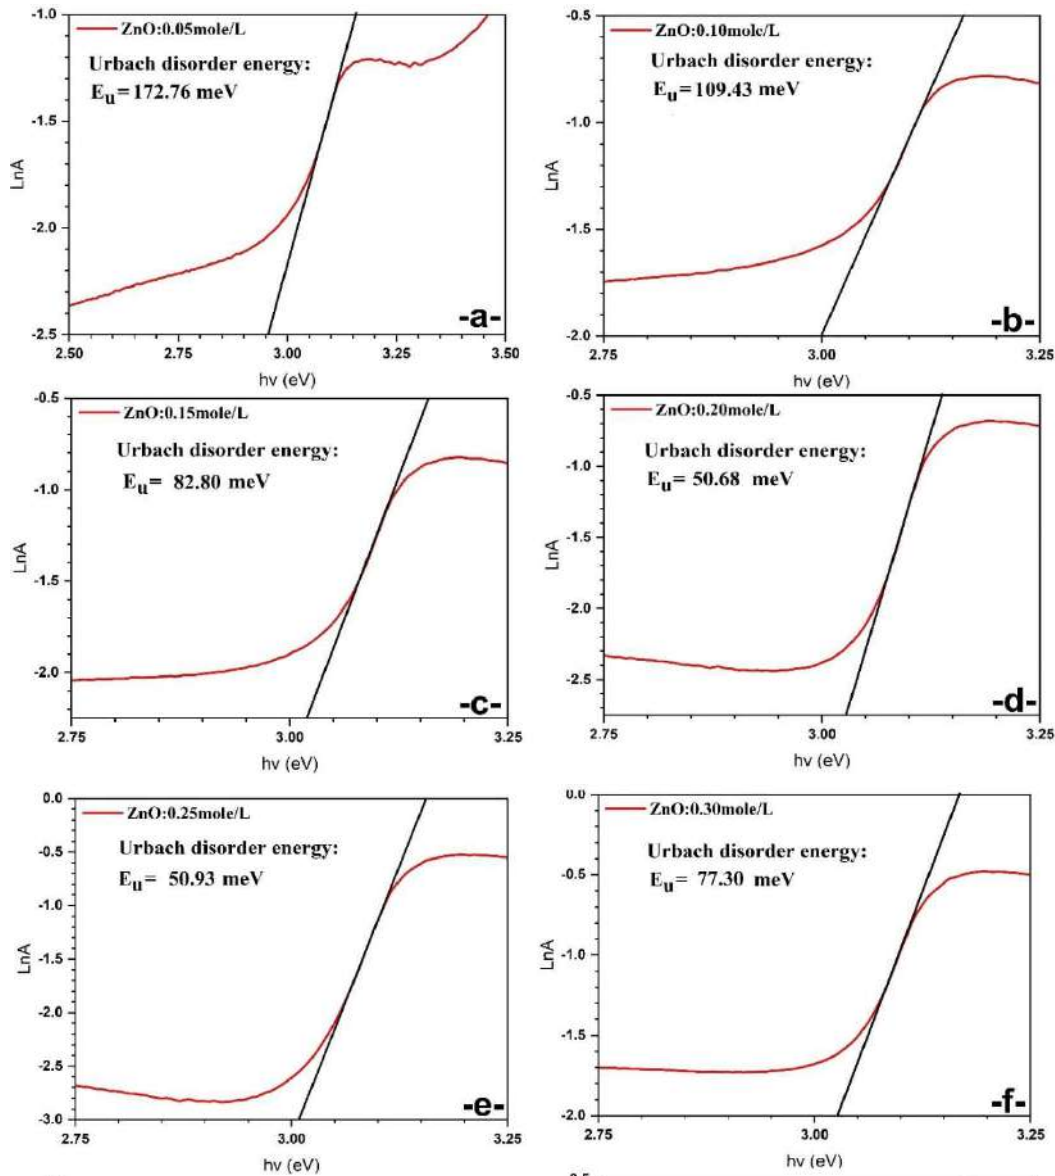 ZnO:0.05mole/L
Urbach disorder energy:
Eu=172.76 meV
-1.0
-1.5
-2.0
-2.5
LnA
2.50 2.75 3.00 3.25 3.50
hv (eV)
-a-
ZnO:0.10mole/L
Urbach disorder energy:
Eu=109.43 meV
-0.5
-1.0
-1.5
-2.0
LnA
2.75 3.00 3.25
hv (eV)
-b-
ZnO:0.15mole/L
Urbach disorder energy:
Eu= 82.80 meV
-0.5
-1.0
-1.5
-2.0
LnA
2.75 3.00 3.25
hv (eV)
-c-
ZnO:0.20mole/L
Urbach disorder energy:
Eu= 50.68 meV
-0.5
-1.0
-1.5
-2.0
-2.5
LnA
2.75 3.00 3.25
hv (eV)
-d-
ZnO:0.25mole/L
Urbach disorder energy:
Eu= 50.93 meV
0.0
-0.5
-1.0
-1.5
-2.0
-2.5
-3.0
LnA
2.75 3.00 3.25
hv (eV)
-e-
ZnO:0.30mole/L
Urbach disorder energy:
Eu= 77.30 meV
0.0
-0.5
-1.0
-1.5
-2.0
LnA
2.75 3.00 3.25
hv (eV)
-f-